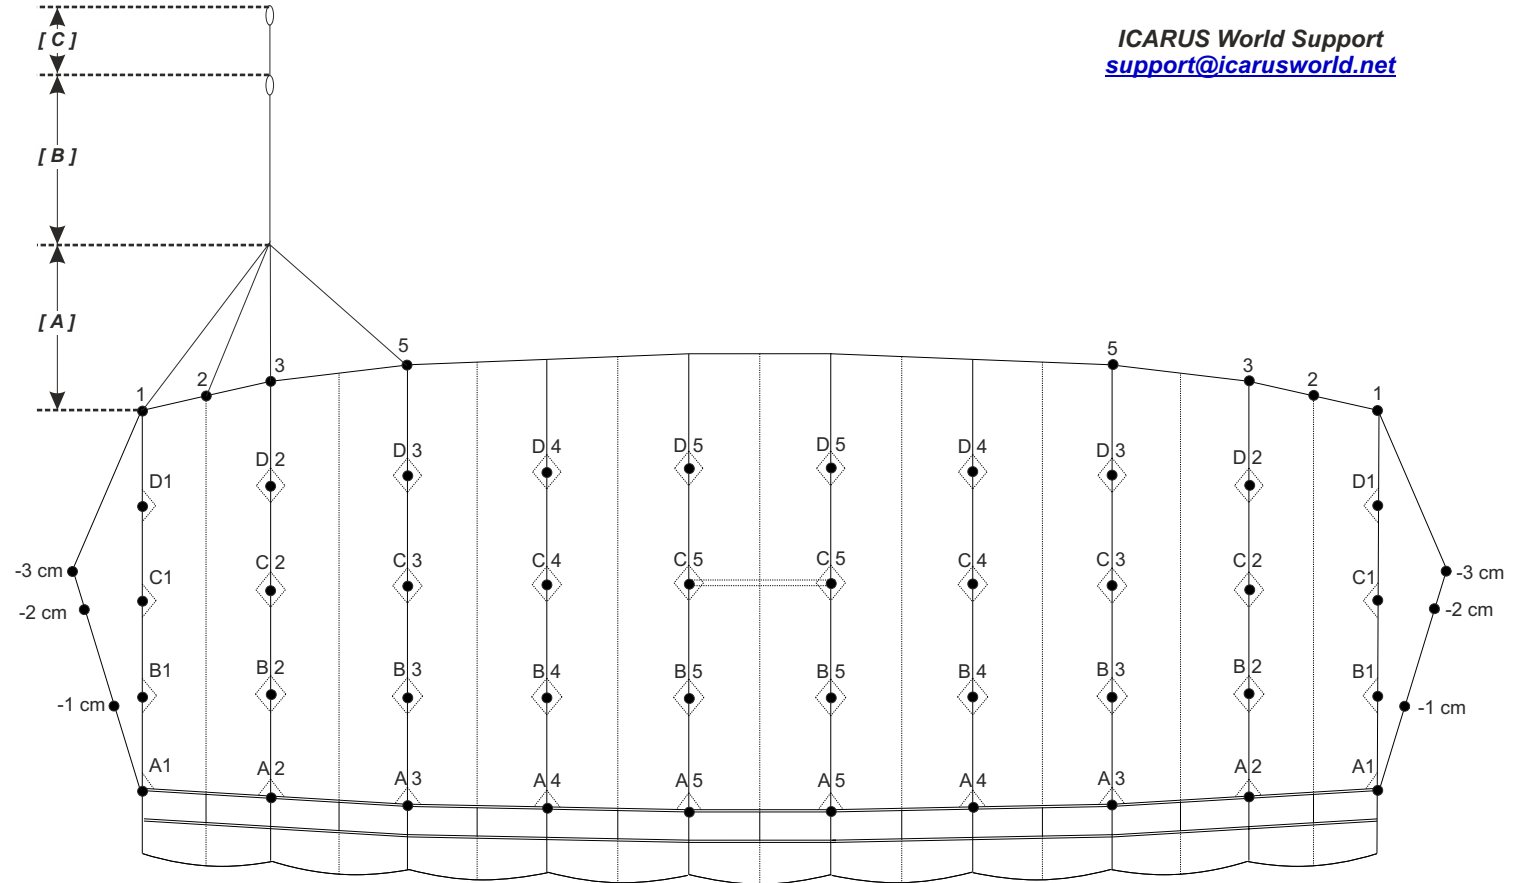 [ C ]
ICARUS World Support
support@icarusworld.net
[ B ]
[ A ]
5 5
3 3
2 2
1 1
D 2 D 3 D 4 D 5 D 5 D 4 D 3 D 2
D1 D1
C 2 C 3 C 4 C 5 C 5 C 4 C 3 C 2
-3 cm -3 cm
C1 C1
-2 cm -2 cm
B1 B 2 B 3 B 4 B 5 B 5 B 4 B 3 B 2 B1
-1 cm -1 cm
A1 A 2 A 3 A 4 A 5 A 5 A 4 A 3 A 2 A1